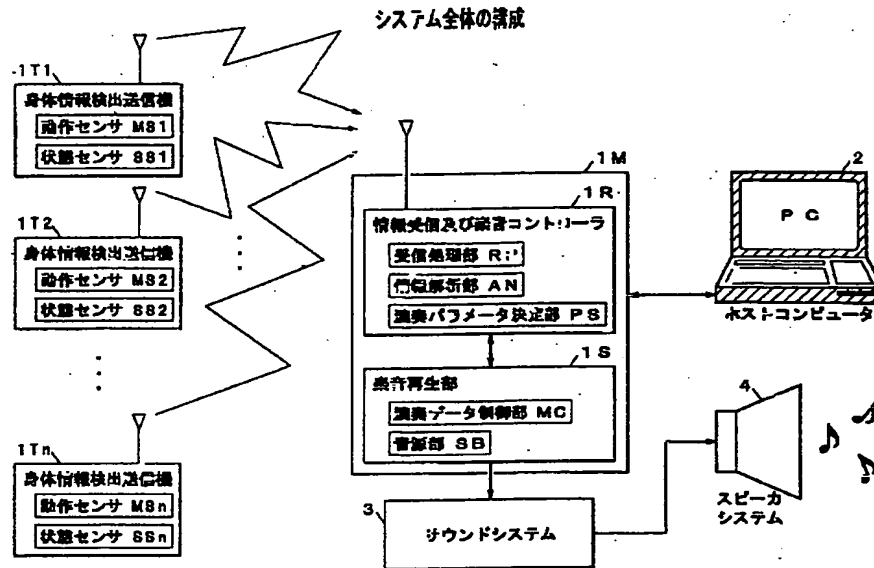 システム全体の構成
1T1
身体情報検出送信機
動作センサ MS1
状態センサ SS1
1T2
身体情報検出送信機
動作センサ MS2
状態センサ SS2
1Tn
身体情報検出送信機
動作センサ MSn
状態センサ SSn
1M
1R
情報受信及び楽音コントローラ
受信処理部 RP
情報解析部 AN
演奏パラメータ決定部 PS
1S
楽音再生部
演奏データ制御部 MC
音源部 SB
3
サウンドシステム
2
PC
ホストコンピュータ
4
スピーカ
システム